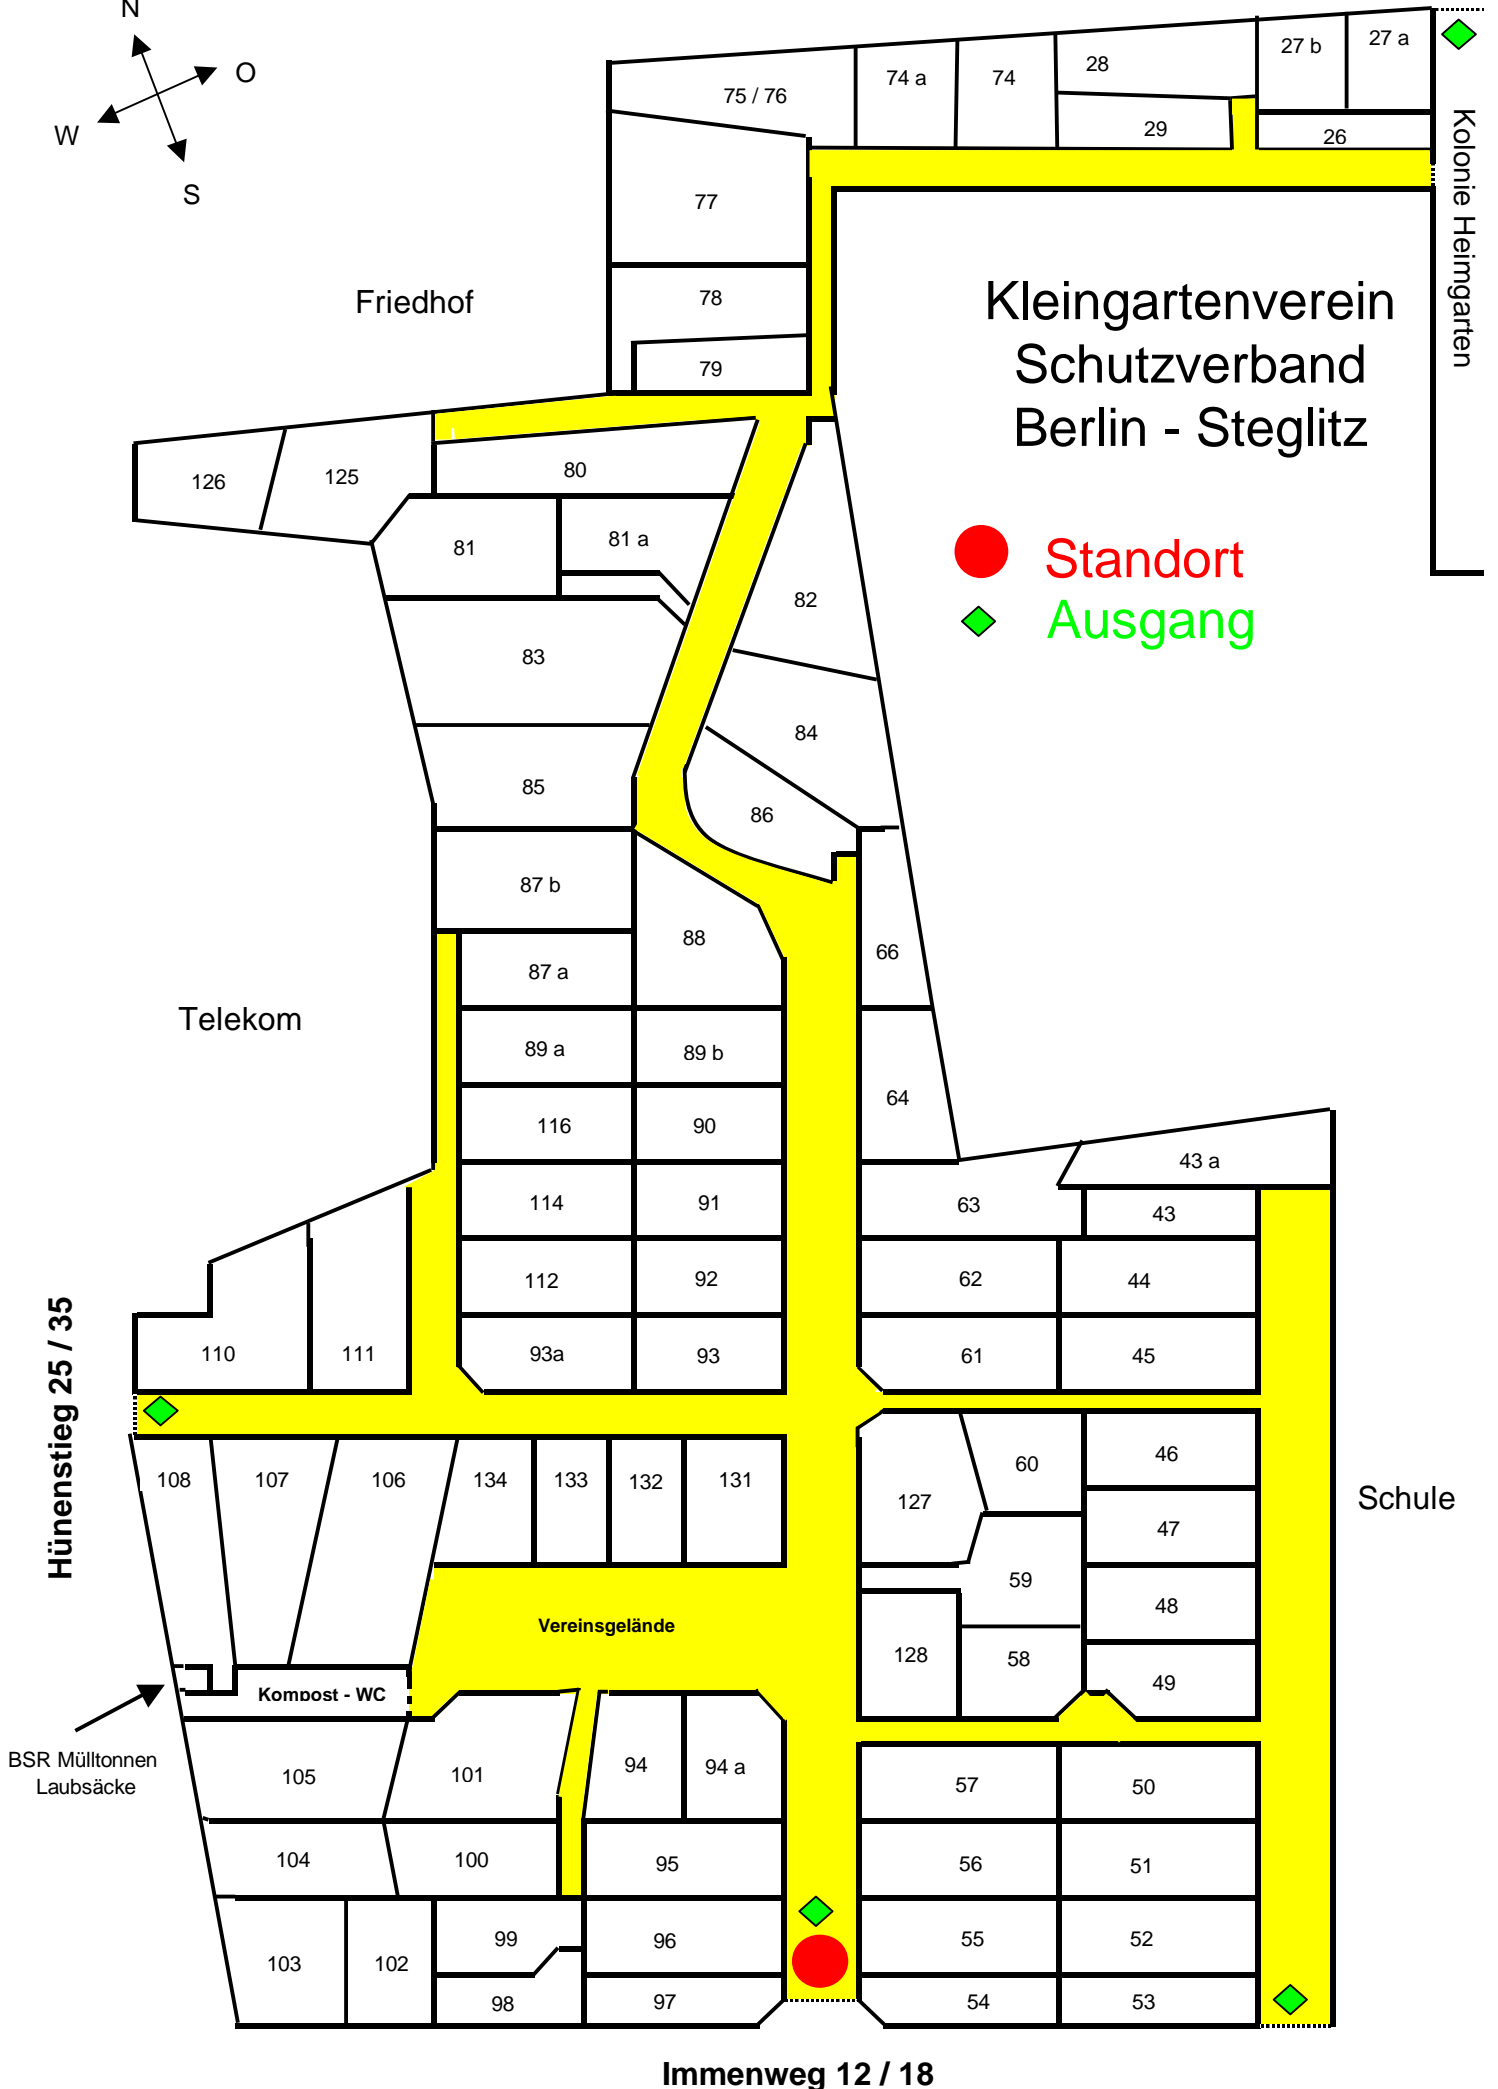 N
O
W
S
27 b
27 a
28
74 a
74
75 / 76
29
26
Kolonie Heimgarten
77
Kleingartenverein
Schutzverband
Berlin - Steglitz
Friedhof
78
79
126
125
80
81
81 a
Standort
Ausgang
82
83
84
85
86
87 b
88
66
87 a
Telekom
89 a
89 b
64
116
90
43 a
114
91
63
43
112
92
62
44
110
111
93a
93
61
45
Hünenstieg 25 / 35
108
107
106
134
133
132
131
127
60
46
Schule
47
59
48
Vereinsgelände
128
58
49
Kompost - WC
BSR Mülltonnen
Laubsäcke
105
101
94
94 a
57
50
104
100
95
56
51
103
102
99
96
55
52
98
97
54
53
Immenweg 12 / 18